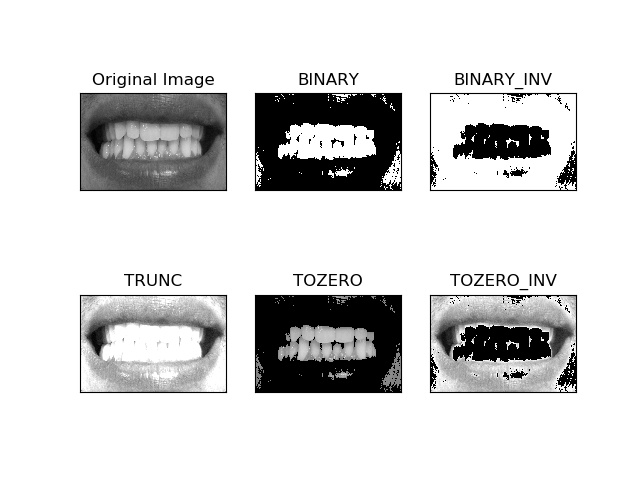 Original Image
BINARY
BINARY_INV
TRUNC
TOZERO
TOZERO_INV